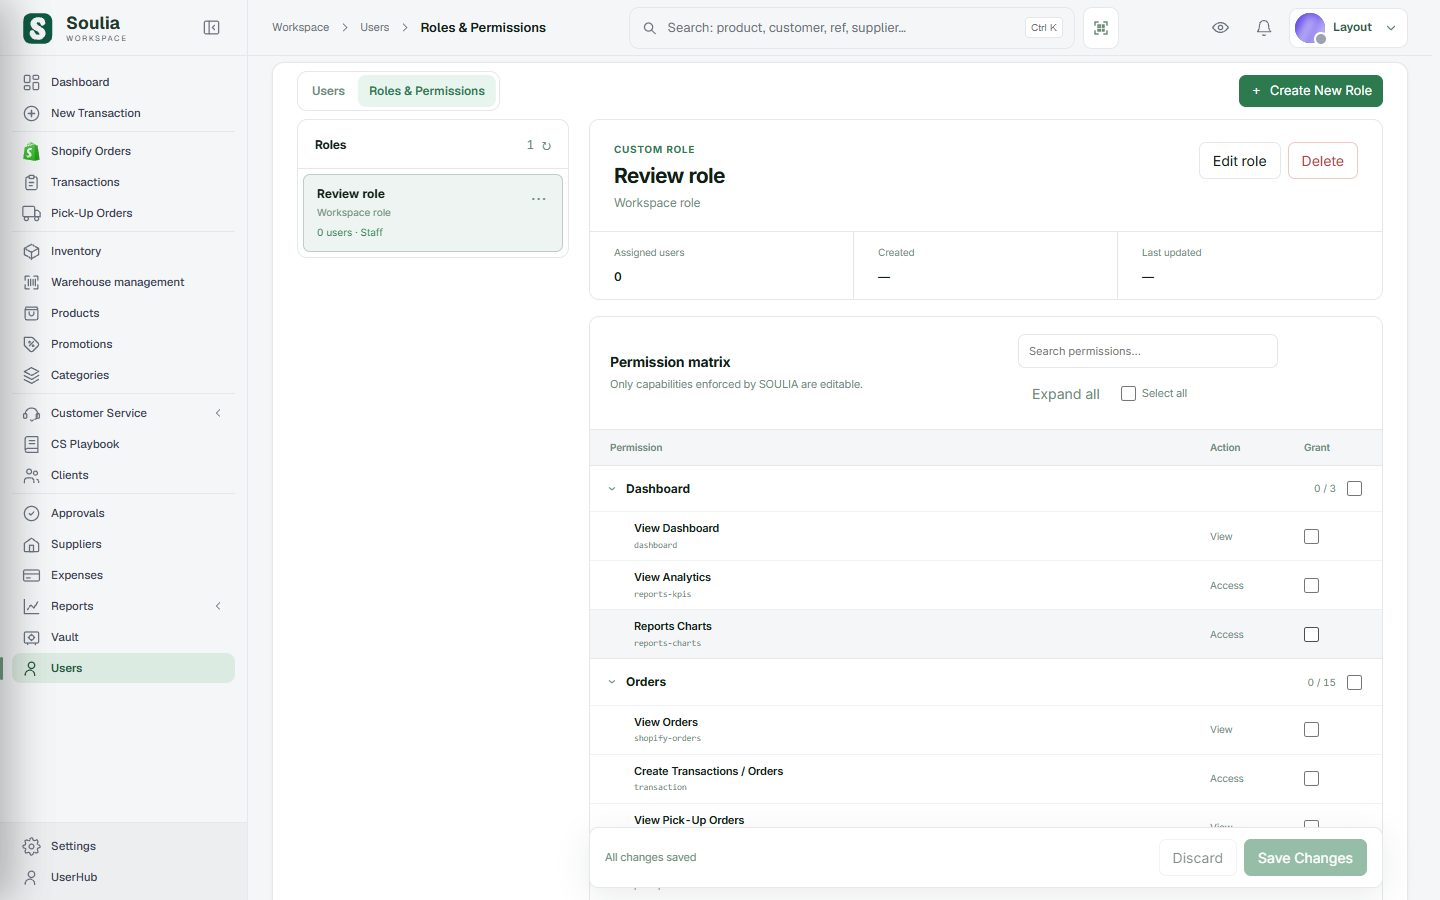 Soulia
WORKSPACE
Dashboard
New Transaction
Shopify Orders
Transactions
Pick-Up Orders
Inventory
Warehouse management
Products
Promotions
Categories
Customer Service
CS Playbook
Clients
Approvals
Suppliers
Expenses
Reports
Vault
Users
Settings
UserHub
Workspace
Users
Roles & Permissions
Search: product, customer, ref, supplier...
Ctrl K
Layout
Users
Roles & Permissions
+ Create New Role
Roles
1
Review role
Workspace role
0 users · Staff
CUSTOM ROLE
Review role
Workspace role
Edit role
Delete
Assigned users
0
Created
—
Last updated
—
Permission matrix
Only capabilities enforced by SOULIA are editable.
Search permissions...
Expand all
Select all
Permission
Action
Grant
Dashboard
0 / 3
View Dashboard
dashboard
View
View Analytics
reports-kpis
Access
Reports Charts
reports-charts
Access
Orders
0 / 15
View Orders
shopify-orders
View
Create Transactions / Orders
transaction
Access
View Pick-Up Orders
View
All changes saved
Discard
Save Changes